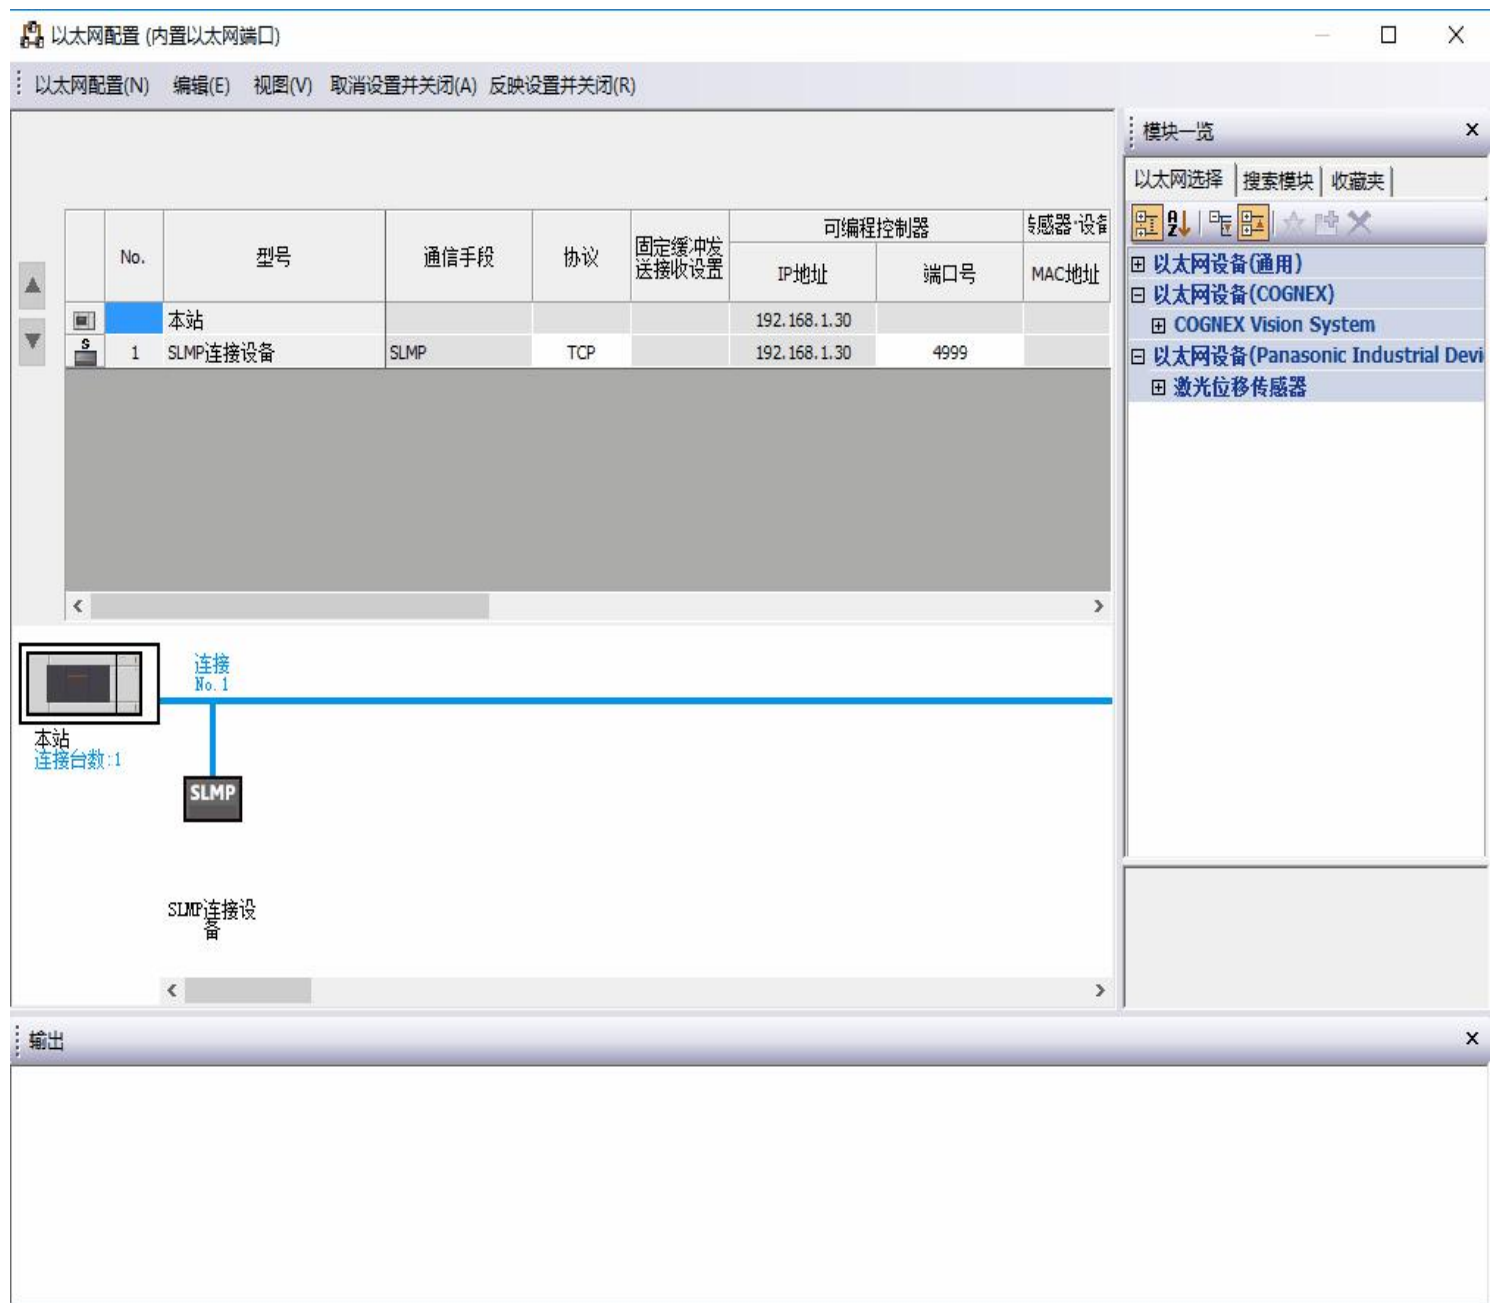 以太网配置 (内置以太网端口)
以太网配置(N) 编辑(E) 视图(V) 取消设置并关闭(A) 反映设置并关闭(R)
模块一览
以太网选择 搜索模块 收藏夹
No. 型号 通信手段 协议 固定缓冲发
送接收设置 可编程控制器 感器·设备
IP地址 端口号 MAC地址
本站 192.168.1.30
1 SLMP连接设备 SLMP TCP 192.168.1.30 4999
以太网设备(通用)
以太网设备(COGNEX)
COGNEX Vision System
以太网设备(Panasonic Industrial Devi
激光位移传感器
连接
No.1
本站
连接台数:1
SLMP
SLMP连接设
备
输出